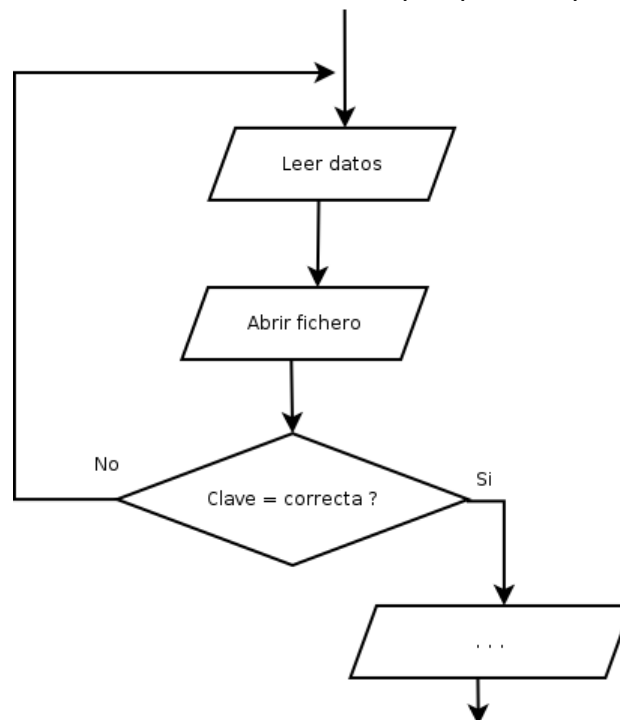 Leer datos
Abrir fichero
No
Clave = correcta ?
Si
. . .